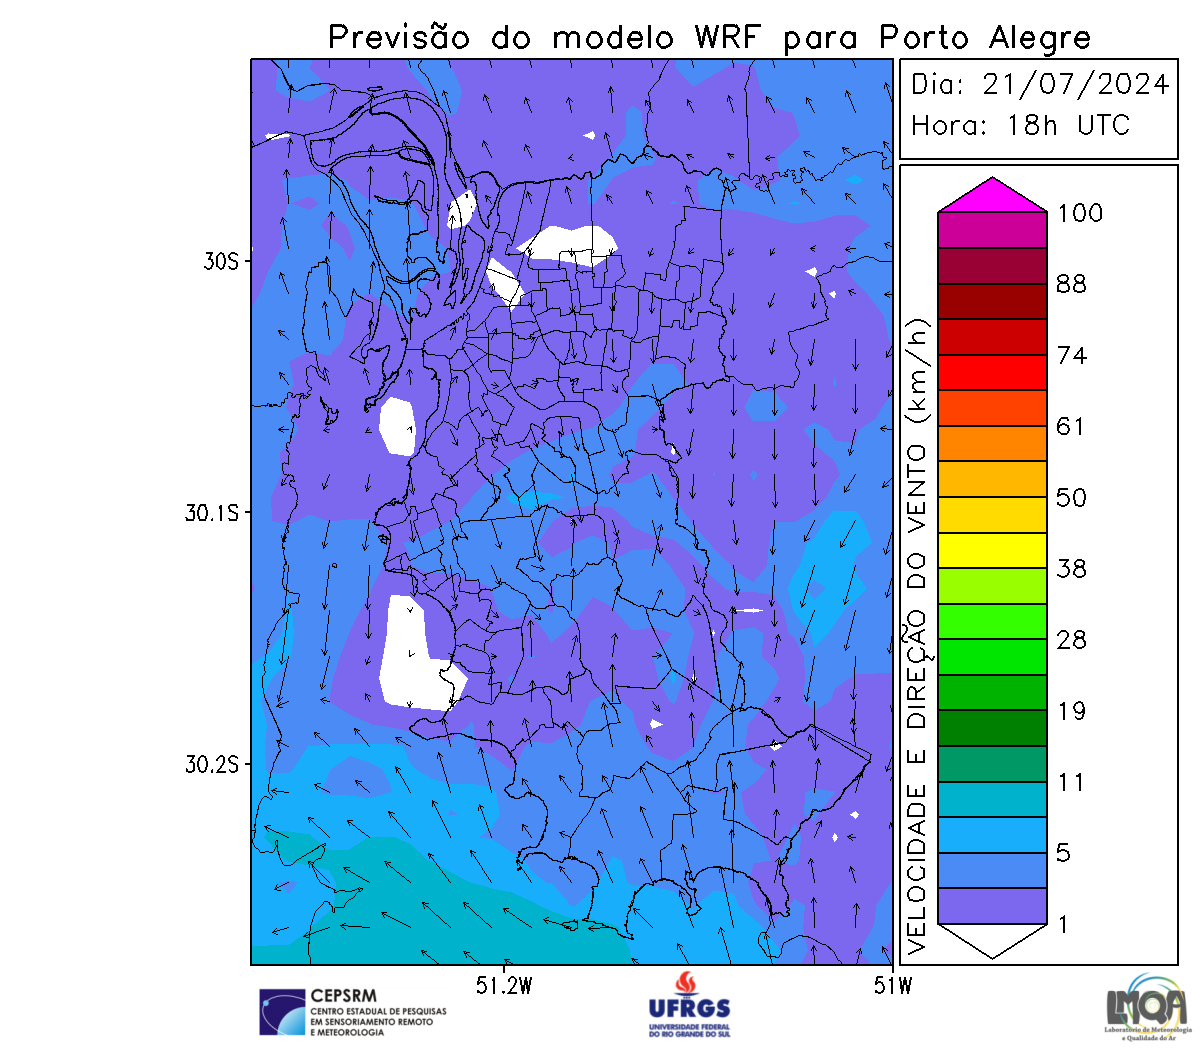 Previsão do modelo WRF para Porto Alegre
Dia: 21/07/2024
Hora: 18h UTC
30S
30.1S
30.2S
51.2W
51W
VELOCIDADE E DIREÇÃO DO VENTO (km/h)
100
88
74
61
50
38
28
19
11
5
1
CEPSRM
CENTRO ESTADUAL DE PESQUISAS
EM SENSORIAMENTO REMOTO
E METEOROLOGIA
UFRGS
UNIVERSIDADE FEDERAL
DO RIO GRANDE DO SUL
LMQA
Laboratório de Meteorologia
e Qualidade do Ar